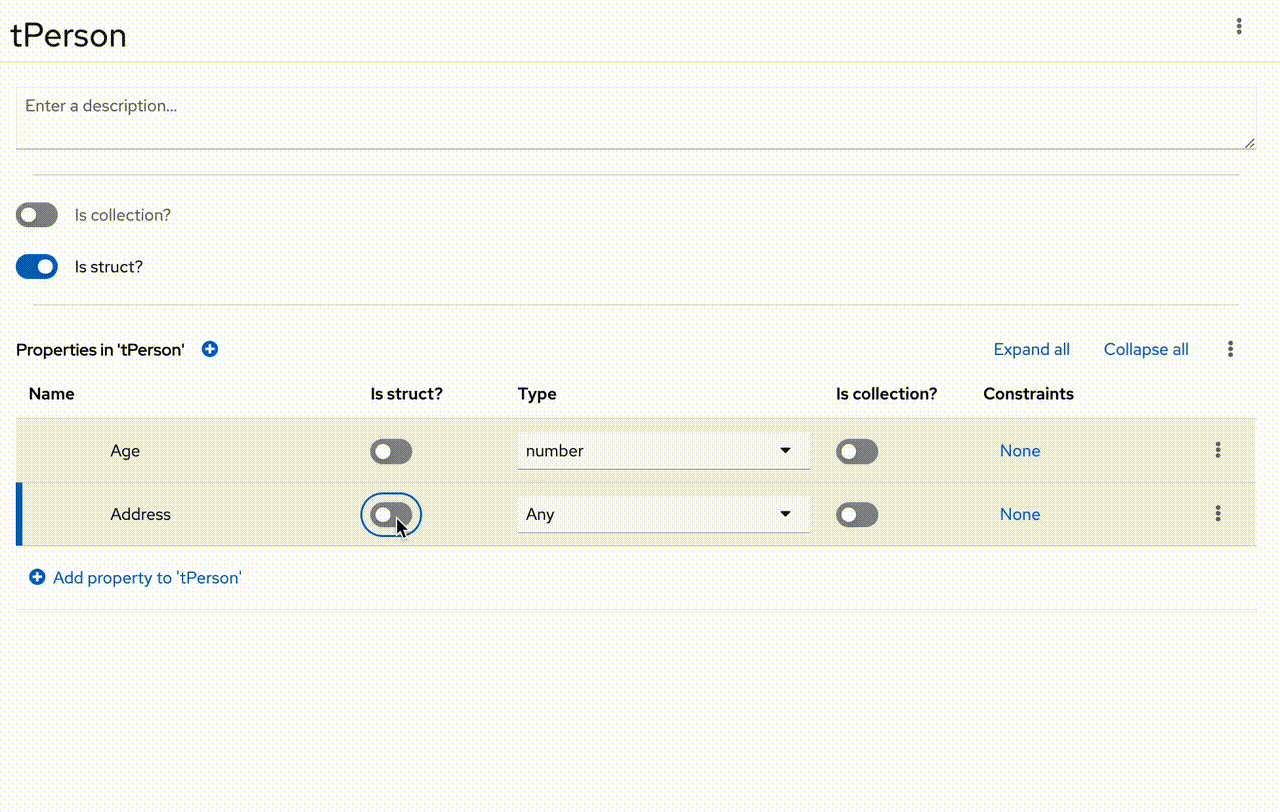 tPerson
Enter a description...
Is collection?
Is struct?
Properties in 'tPerson' Expand all Collapse all
Name Is struct? Type Is collection? Constraints
Age number None
Address Any None
Add property to 'tPerson'